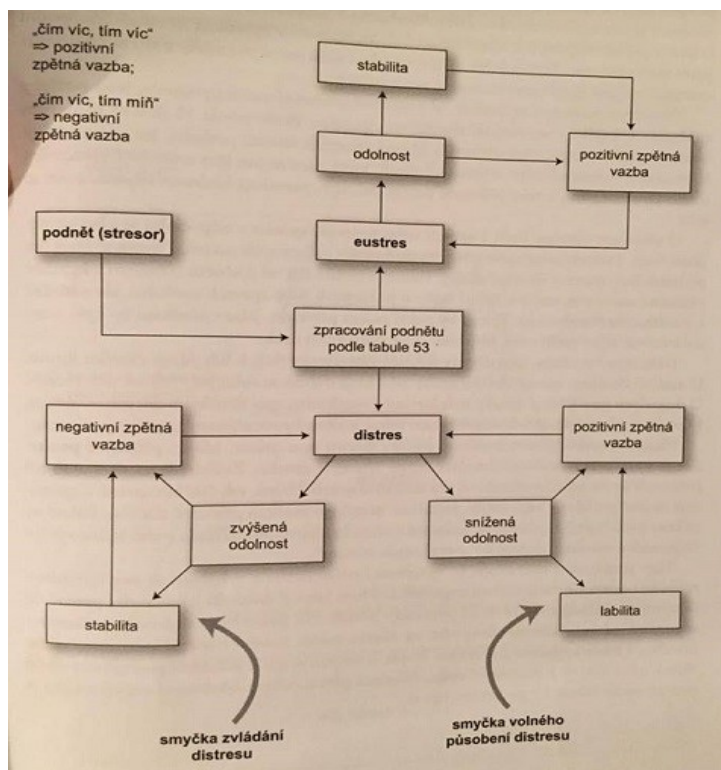 „čím víc, tím víc“
=> pozitivní
zpětná vazba;
„čím víc, tím míň“
=> negativní
zpětná vazba
stabilita
odolnost
pozitivní zpětná
vazba
podnět (stresor)
eustres
zpracování podnětu
podle tabule 53
negativní zpětná
vazba
distres
pozitivní zpětná
vazba
zvýšená
odolnost
snížená
odolnost
stabilita
labilita
smyčka zvládání
distresu
smyčka volného
působení distresu